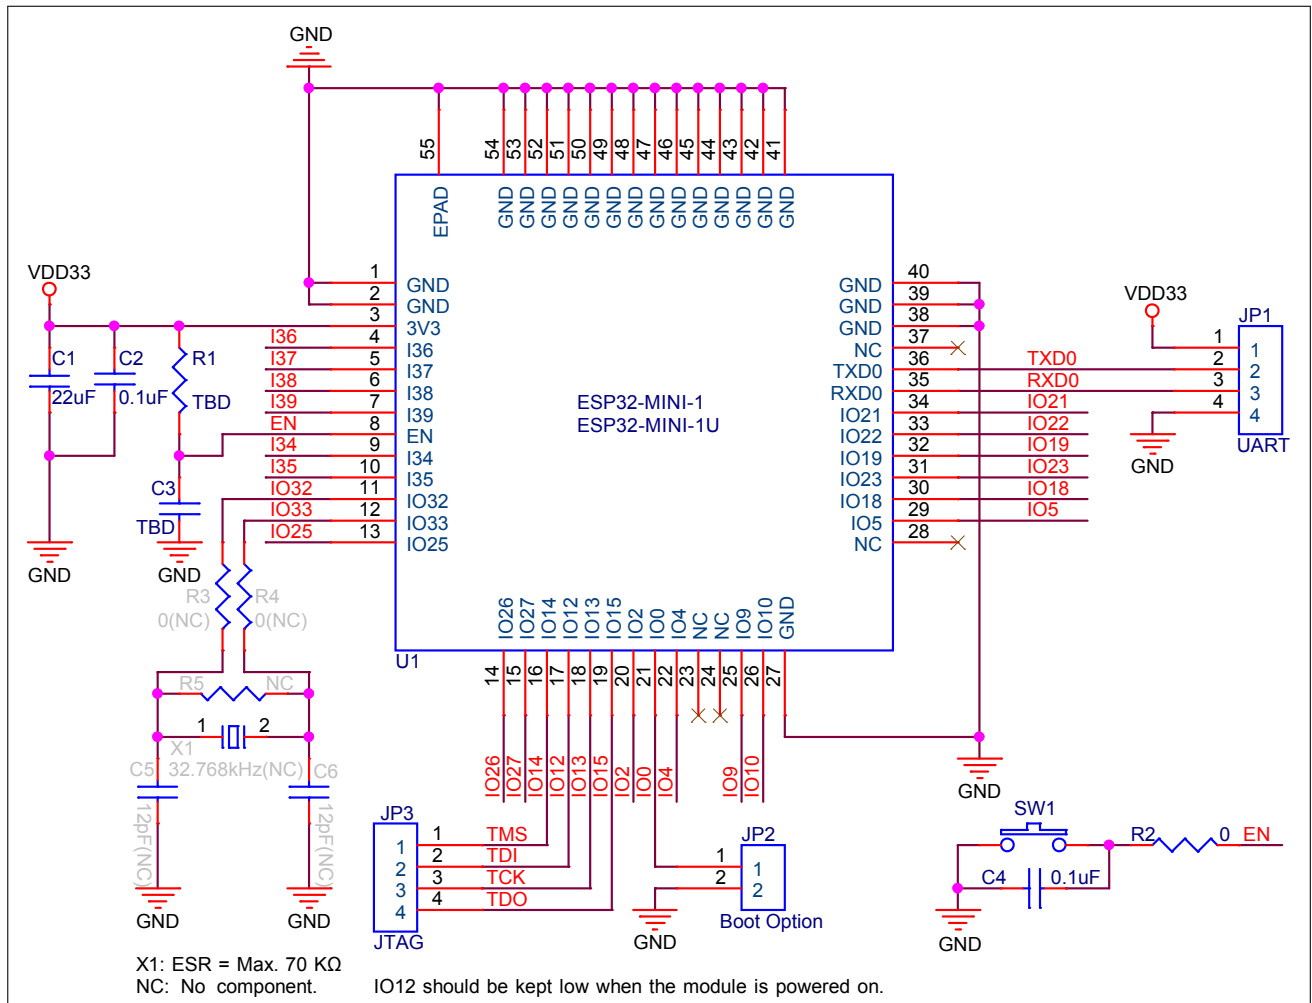 GND
55
54
53
52
51
50
49
48
47
46
45
44
43
42
41
EPAD
GND
GND
GND
GND
GND
GND
GND
GND
GND
GND
GND
GND
GND
GND
VDD33
1 GND
2 GND
3 3V3
I36 4 I36
I37 5 I37
I38 6 I38
I39 7 I39
EN 8 EN
I34 9 I34
I35 10 I35
IO32 11 IO32
IO33 12 IO33
IO25 13 IO25
C1
22uF
C2
0.1uF
R1
TBD
C3
TBD
GND
GND
ESP32-MINI-1
ESP32-MINI-1U
GND 40
GND 39
GND 38
NC 37
TXD0 36 TXD0
RXD0 35 RXD0
IO21 34 IO21
IO22 33 IO22
IO19 32 IO19
IO23 31 IO23
IO18 30 IO18
IO5 29 IO5
NC 28
VDD33
JP1
1 1
2 2
3 3
4 4
UART
GND
R3
0(NC)
R4
0(NC)
R5 NC
1 2
X1
32.768kHz(NC)
C5
12pF(NC)
C6
12pF(NC)
GND
GND
U1
IO26
IO27
IO14
IO12
IO13
IO15
IO2
IO0
IO4
NC
NC
IO9
IO10
GND
14
15
16
17
18
19
20
21
22
23
24
25
26
27
IO26
IO27
IO14
IO12
IO13
IO15
IO2
IO0
IO4
IO9
IO10
GND
JP3
1 1 TMS
2 2 TDI
3 3 TCK
4 4 TDO
JTAG
JP2
1 1
2 2
Boot Option
GND
SW1
R2 0 EN
C4 0.1uF
GND
X1: ESR = Max. 70 KΩ
NC: No component.
IO12 should be kept low when the module is powered on.